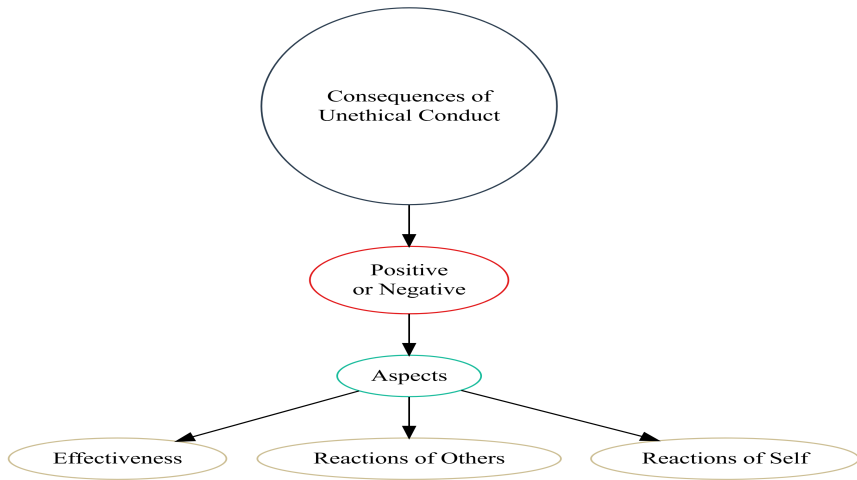 Consequences of
Unethical Conduct
Positive
or Negative
Aspects
Effectiveness
Reactions of Others
Reactions of Self